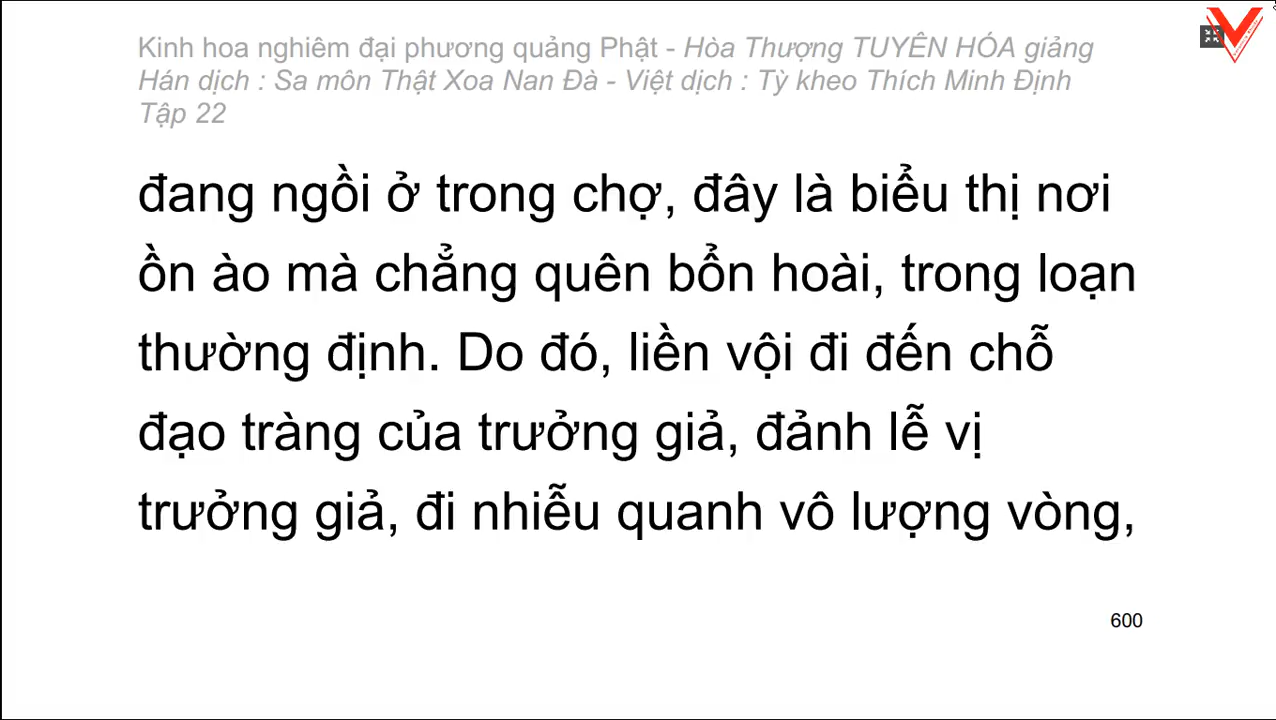 Kinh hoa nghiêm đại phương quảng Phật - Hòa Thượng TUYÊN HÓA giảng
Hán dịch : Sa môn Thật Xoa Nan Đà - Việt dịch : Tỳ kheo Thích Minh Định
Tập 22
đang ngồi ở trong chợ, đây là biểu thị nơi
ồn ào mà chẳng quên bổn hoài, trong loạn
thường định. Do đó, liền vội đi đến chỗ
đạo tràng của trưởng giả, đảnh lễ vị
trưởng giả, đi nhiễu quanh vô lượng vòng,
600